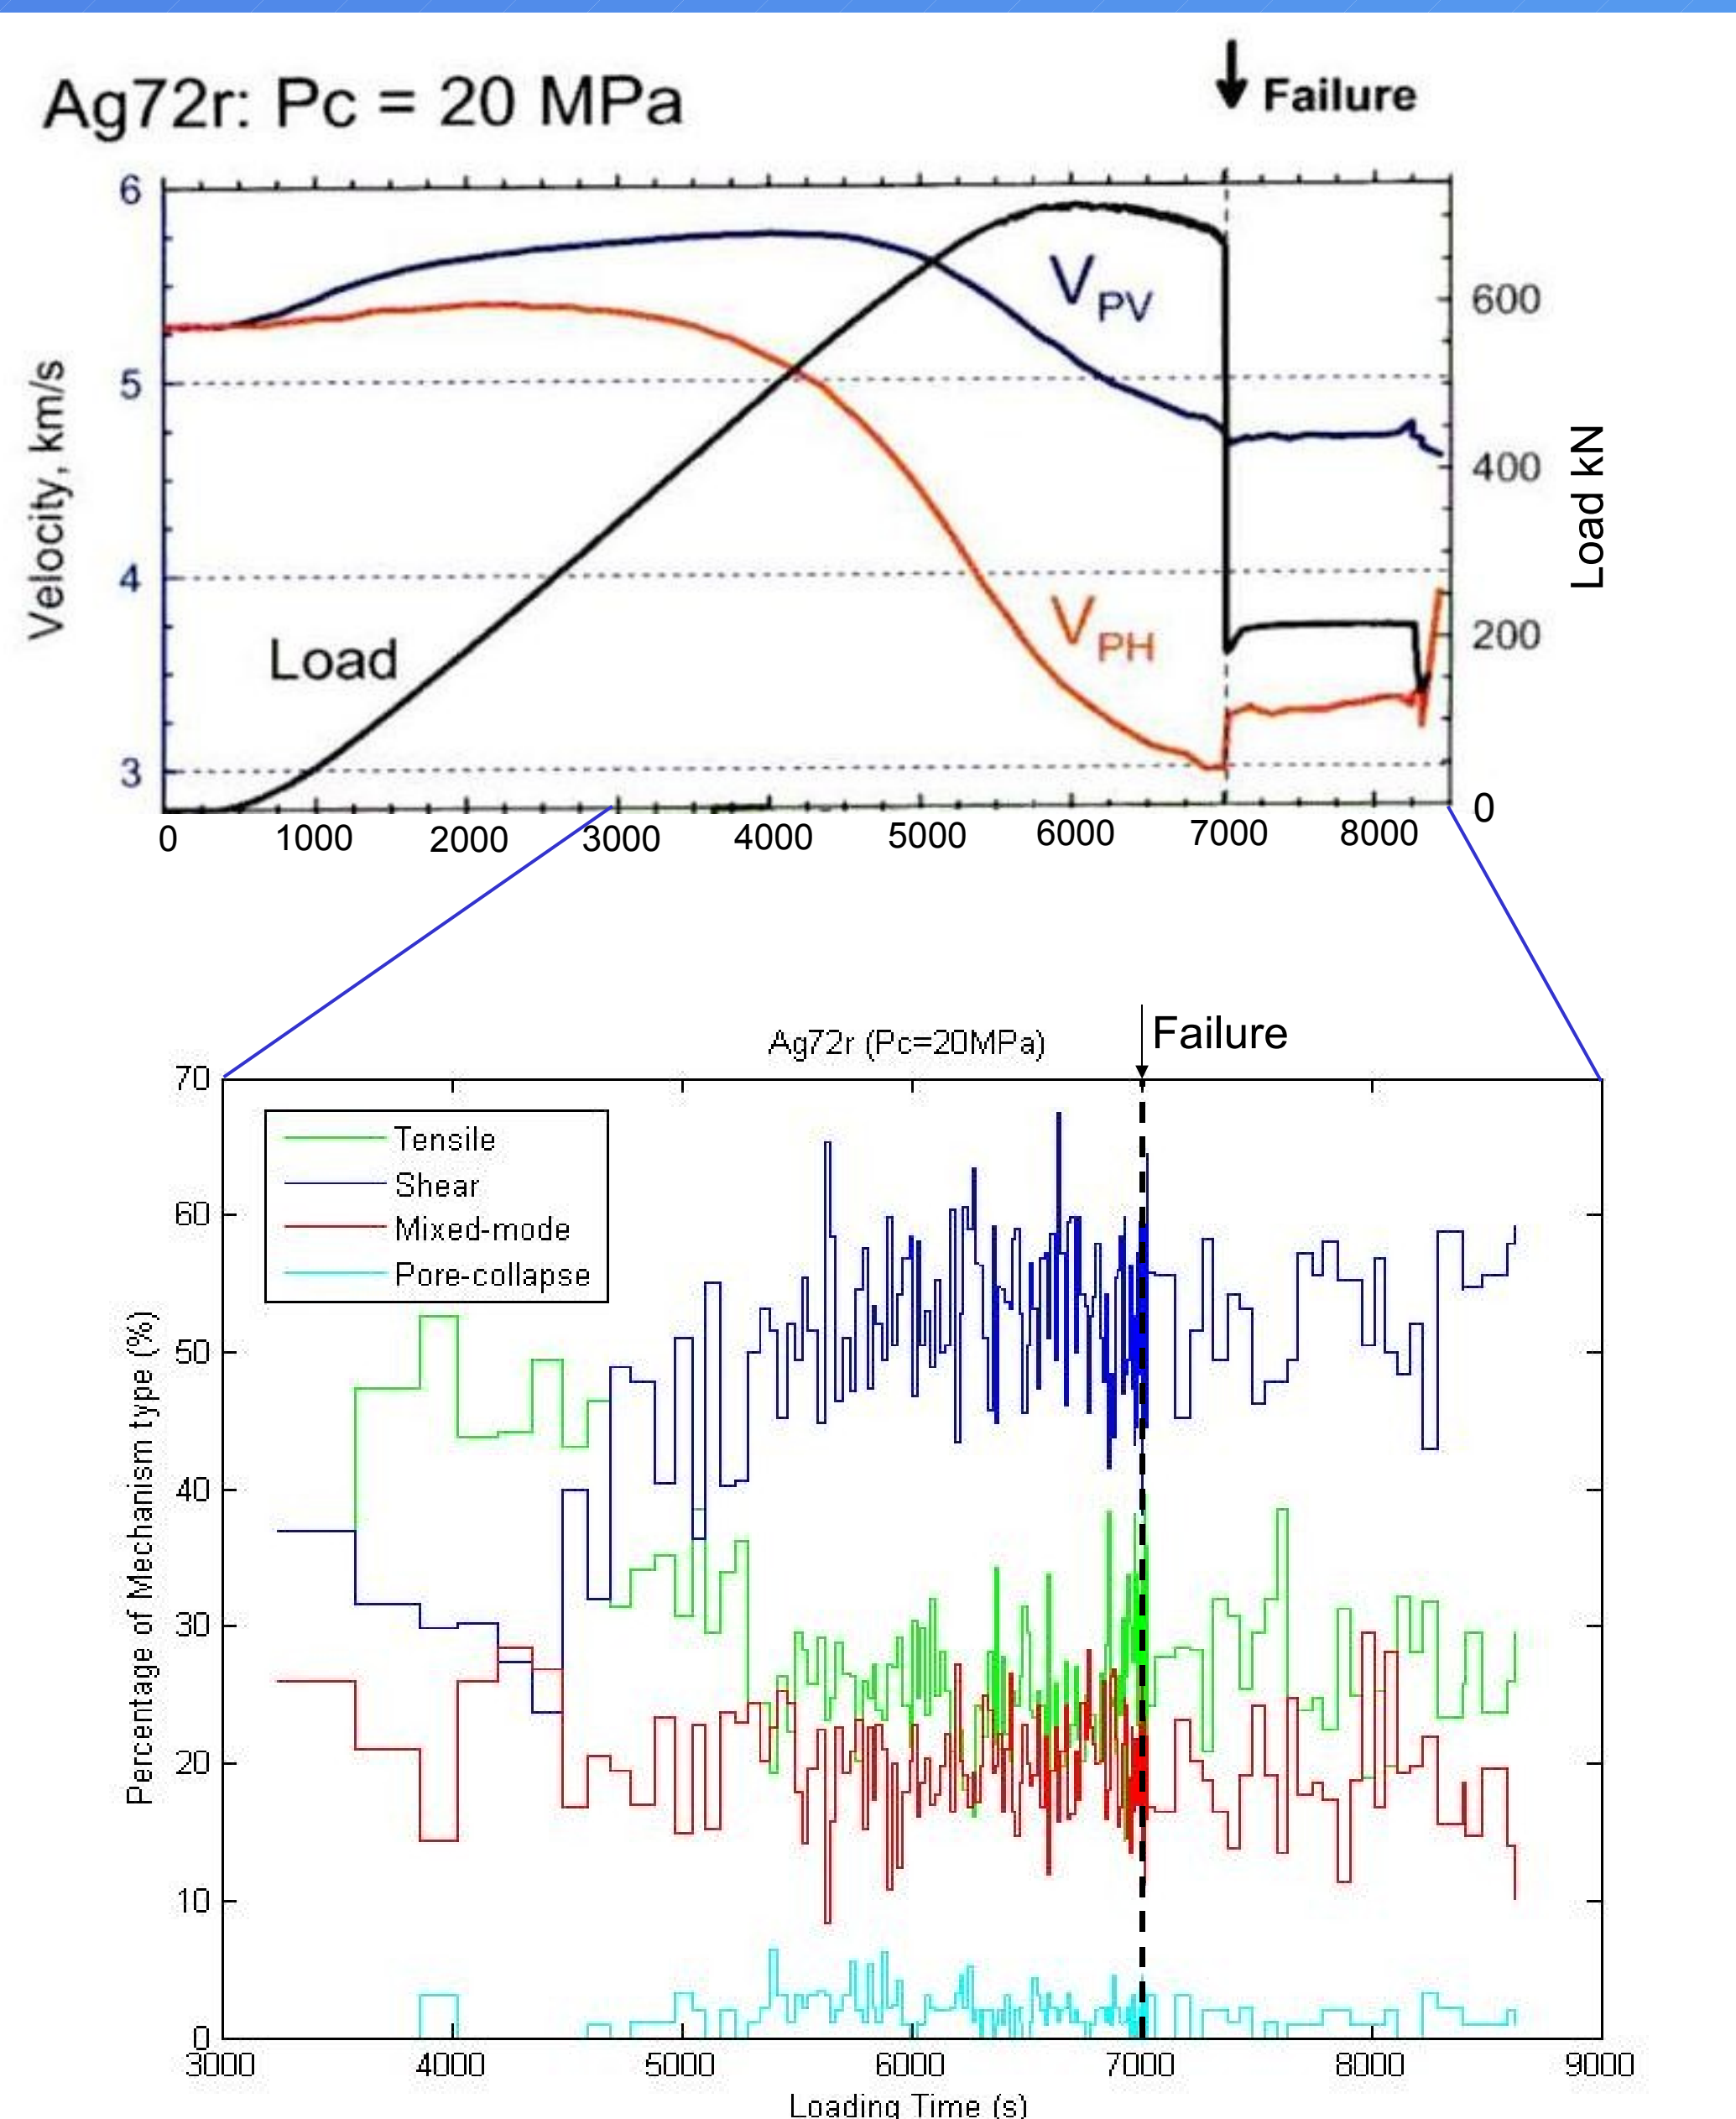 Failure
Ag72r: Pc = 20 MPa
6
5
4
3
Velocity, km/s
600
400
200
0
Load kN
V PV
V PH
Load
0 1000 2000 3000 4000 5000 6000 7000 8000
Failure
Ag72r (Pc=20MPa)
70
60
50
40
30
20
10
0
Percentage of Mechanism type (%)
Tensile
Shear
Mixed-mode
Pore-collapse
3000 4000 5000 6000 7000 8000 9000
Loading Time (s)